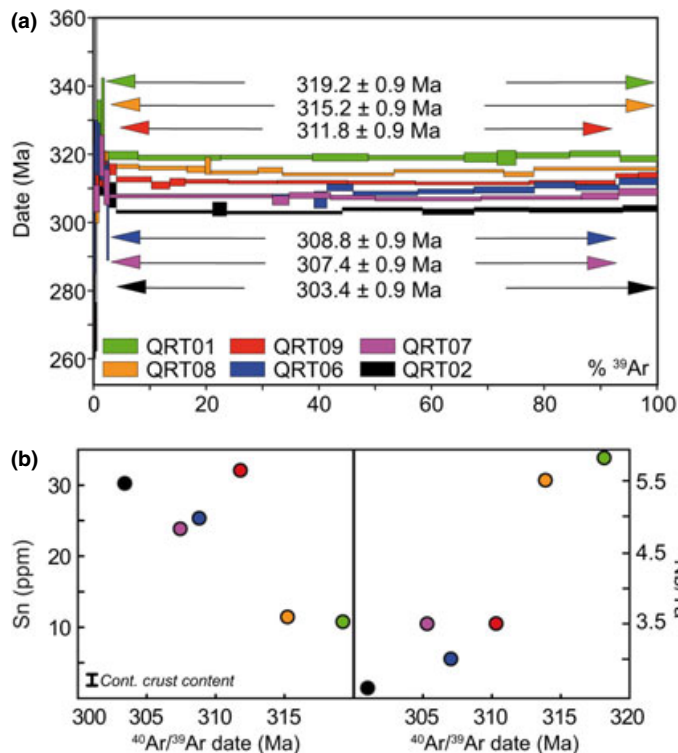 (a)
360
340
320
300
280
260
Date (Ma)
319.2 ± 0.9 Ma
315.2 ± 0.9 Ma
311.8 ± 0.9 Ma
308.8 ± 0.9 Ma
307.4 ± 0.9 Ma
303.4 ± 0.9 Ma
QRT01 QRT09 QRT07
QRT08 QRT06 QRT02
% ³⁹Ar
0 20 40 60 80 100
(b)
30
20
10
Sn (ppm)
5.5
4.5
3.5
Cont. crust content
300 305 310 315 305 310 315 320
⁴⁰Ar/³⁹Ar date (Ma) ⁴⁰Ar/³⁹Ar date (Ma)